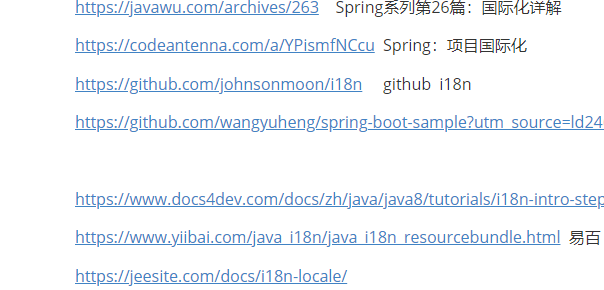 https://javawu.com/archives/263 Spring系列第26篇：国际化详解
https://codeantenna.com/a/YPismfNCcu Spring：项目国际化
https://github.com/johnsonmoon/i18n github i18n
https://github.com/wangyuheng/spring-boot-sample?utm_source=ld24
https://www.docs4dev.com/docs/zh/java/java8/tutorials/i18n-intro-step
https://www.yiibai.com/java_i18n/java_i18n_resourcebundle.html 易百
https://jeesite.com/docs/i18n-locale/